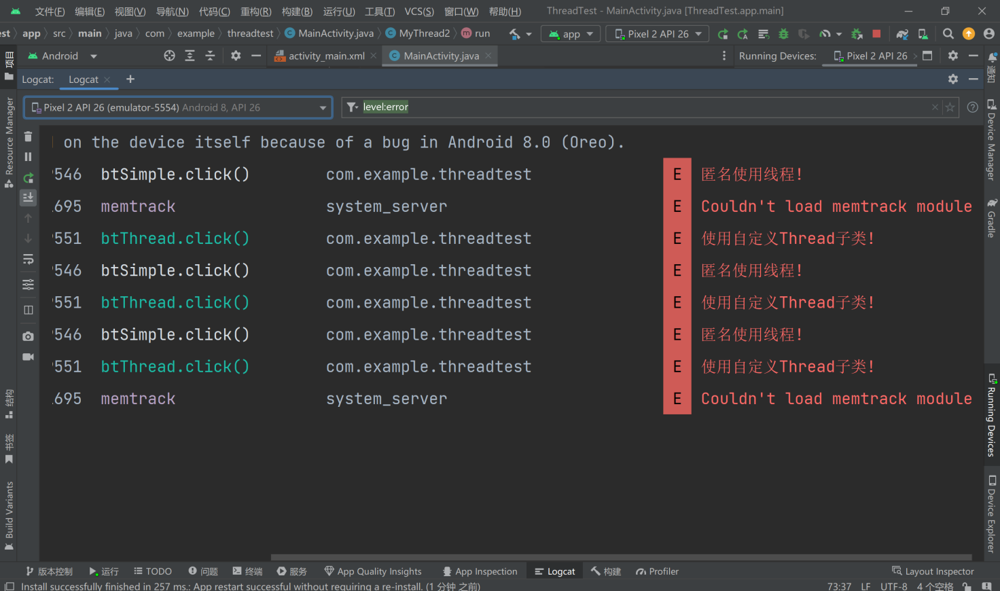 文件(F) 编辑(E) 视图(V) 导航(N) 代码(C) 重构(R) 构建(B) 运行(U) 工具(T) VCS(S) 窗口(W) 帮助(H) ThreadTest - MainActivity.java [ThreadTest.app.main]
est app src main java com example threadtest MainActivity.java MyThread2 run app Pixel 2 API 26
Android activity_main.xml MainActivity.java Running Devices: Pixel 2 API 26
Logcat: Logcat
Pixel 2 API 26 (emulator-5554) Android 8, API 26 level:error
on the device itself because of a bug in Android 8.0 (Oreo).
9546 btSimple.click() com.example.threadtest E 匿名使用线程!
1695 memtrack system_server E Couldn't load memtrack module
9551 btThread.click() com.example.threadtest E 使用自定义Thread子类!
9546 btSimple.click() com.example.threadtest E 匿名使用线程!
9551 btThread.click() com.example.threadtest E 使用自定义Thread子类!
9546 btSimple.click() com.example.threadtest E 匿名使用线程!
9551 btThread.click() com.example.threadtest E 使用自定义Thread子类!
1695 memtrack system_server E Couldn't load memtrack module
项目
Resource Manager
结构
书签
Build Variants
通知
Device Manager
Gradle
Running Devices
Device Explorer
版本控制 运行 TODO 问题 终端 服务 App Quality Insights App Inspection Logcat 构建 Profiler Layout Inspector
Install successfully finished in 257 ms.: App restart successful without requiring a re-install. (1 分钟 之前) 73:37 LF UTF-8 4 个空格